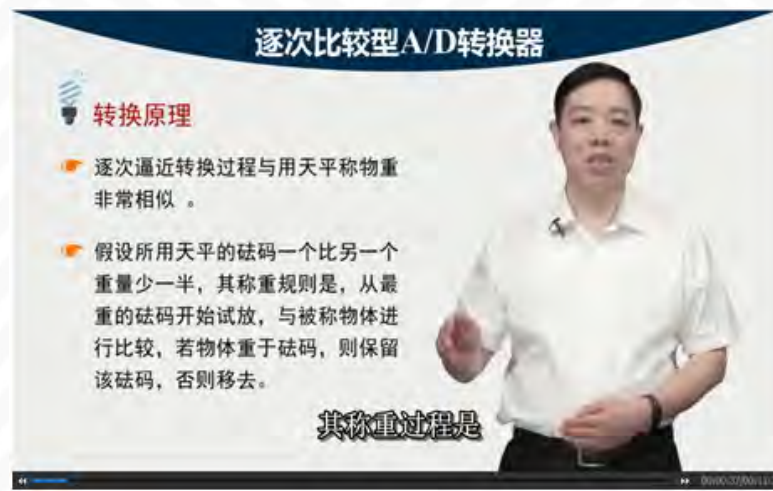 逐次比较型A/D转换器
转换原理
逐次逼近转换过程与用天平称物重
非常相似 。
假设所用天平的砝码一个比另一个
重量少一半，其称重规则是，从最
重的砝码开始试放，与被称物体进
行比较，若物体重于砝码，则保留
该砝码，否则移去。
其称重过程是